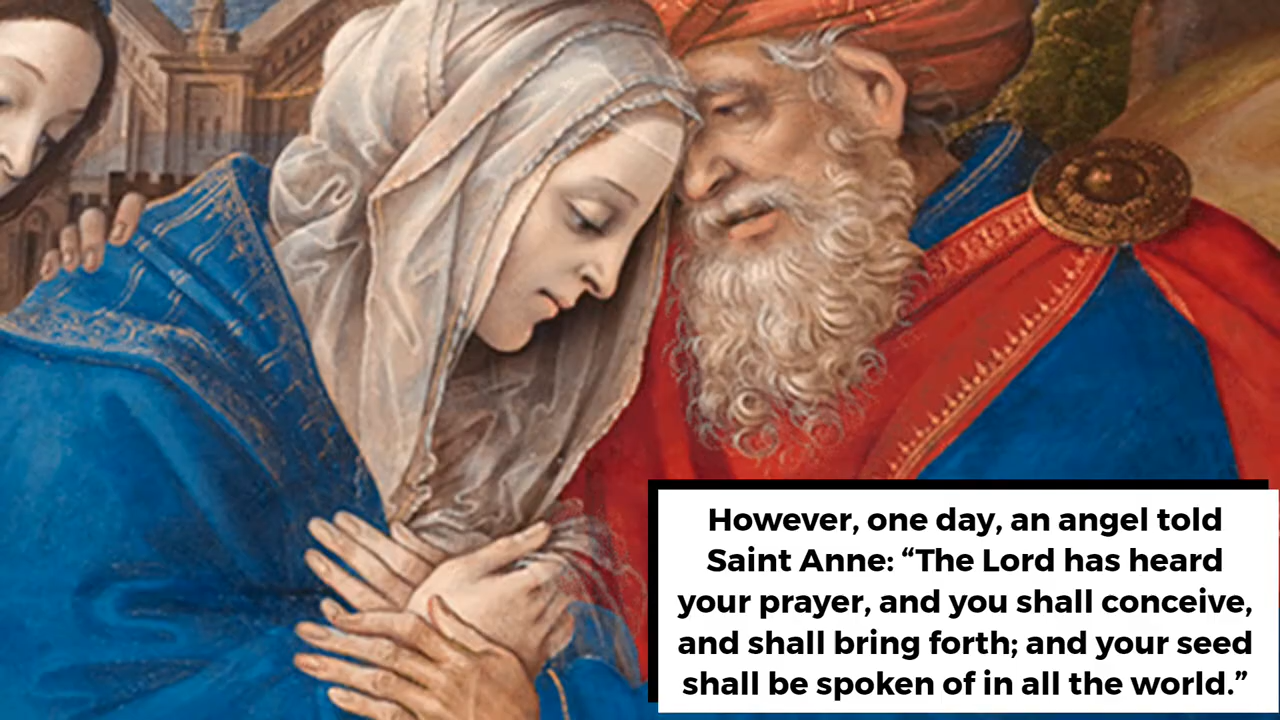 However, one day, an angel told
Saint Anne: “The Lord has heard
your prayer, and you shall conceive,
and shall bring forth; and your seed
shall be spoken of in all the world.”